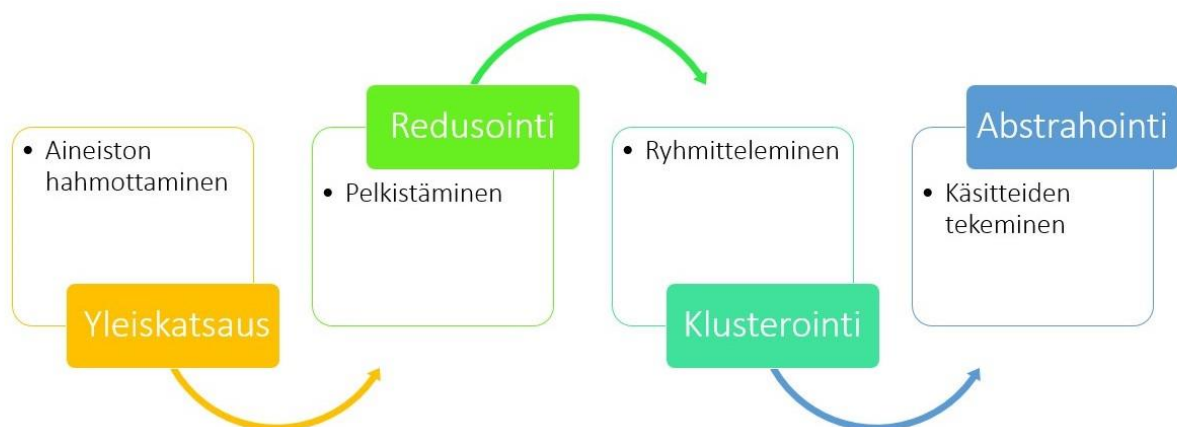 • Aineiston
hahmottaminen
Yleiskatsaus
Redusointi
• Pelkistäminen
• Ryhmitteleminen
Klusterointi
Abstrahointi
• Käsitteiden
tekeminen